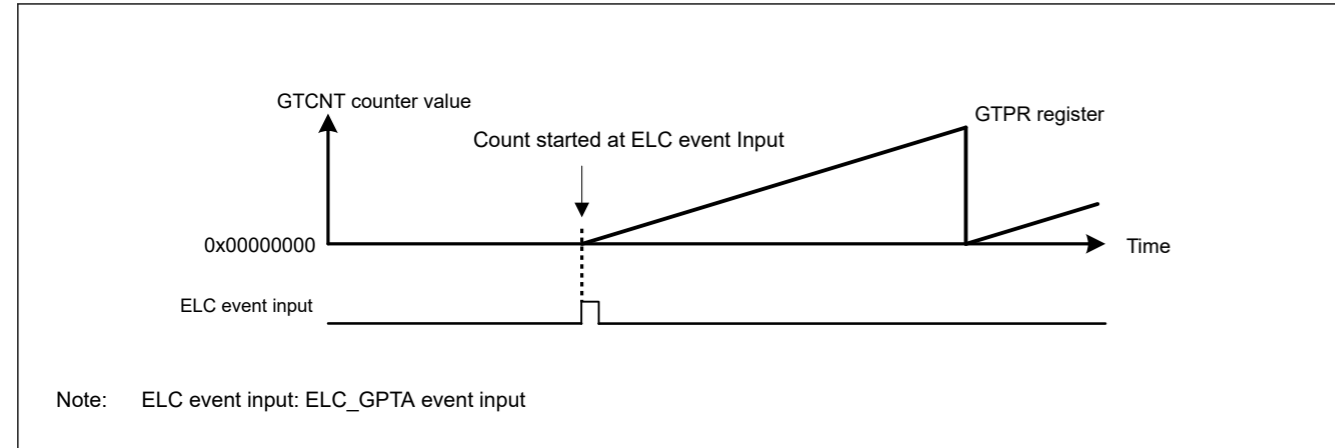 GTCNT counter value
GTPR register
Count started at ELC event Input
0x00000000
Time
ELC event input
Note: ELC event input: ELC_GPTA event input